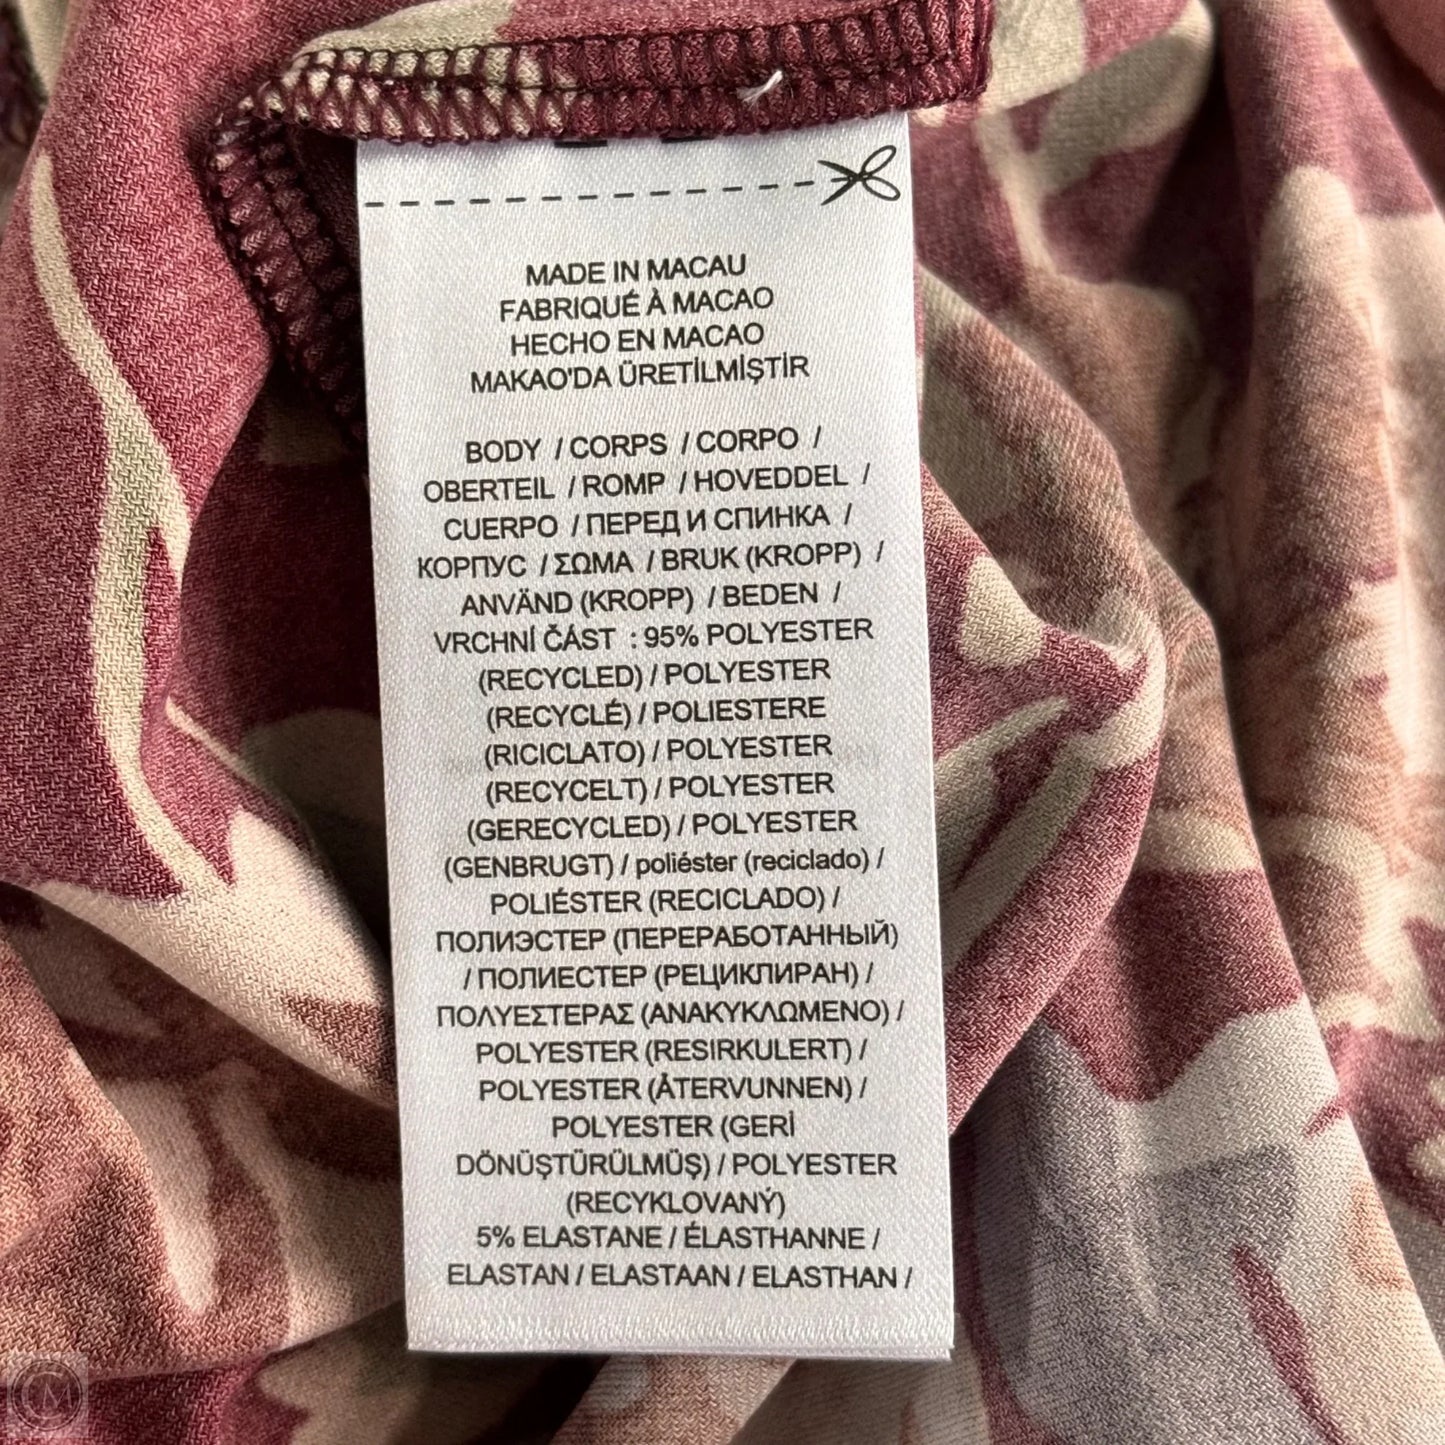 MADE IN MACAU
FABRIQUÉ À MACAO
HECHO EN MACAO
MAKAO'DA ÜRETİLMİŞTİR
BODY / CORPS / CORPO /
OBERTEIL / ROMP / HOVEDDEL /
CUERPO / ПЕРЕД И СПИНКА /
КОРПУС / ΣΩΜΑ / BRUK (KROPP) /
ANVÄND (KROPP) / BEDEN /
VRCHNÍ ČÁST : 95% POLYESTER
(RECYCLED) / POLYESTER
(RECYCLÉ) / POLIESTERE
(RICICLATO) / POLYESTER
(RECYCELT) / POLYESTER
(GERECYCLED) / POLYESTER
(GENBRUGT) / poliéster (reciclado) /
POLIÉSTER (RECICLADO) /
ПОЛИЭСТЕР (ПЕРЕРАБОТАННЫЙ)
/ ПОЛИЕСТЕР (РЕЦИКЛИРАН) /
ΠΟΛΥΕΣΤΕΡΑΣ (ΑΝΑΚΥΚΛΩΜΕΝΟ) /
POLYESTER (RESIRKULERT) /
POLYESTER (ÅTERVUNNEN) /
POLYESTER (GERİ
DÖNÜŞTÜRÜLMÜŞ) / POLYESTER
(RECYKLOVANÝ)
5% ELASTANE / ÉLASTHANNE /
ELASTAN / ELASTAAN / ELASTHAN /